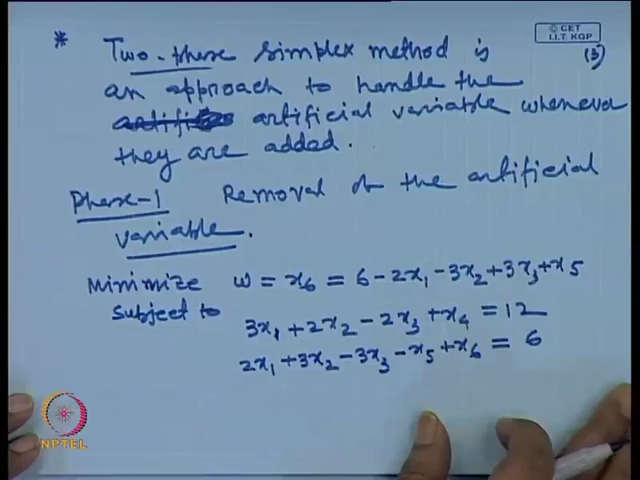 © CET
I.I.T. KGP
(3)
* Two-phase simplex method is
an approach to handle the
artificial variable whenever
they are added.
Phase-1 Removal of the artificial
variable.
Minimize w = x6 = 6 - 2x1 - 3x2 + 3x3 + x5
Subject to
3x1 + 2x2 - 2x3 + x4 = 12
2x1 + 3x2 - 3x3 - x5 + x6 = 6
NPTEL